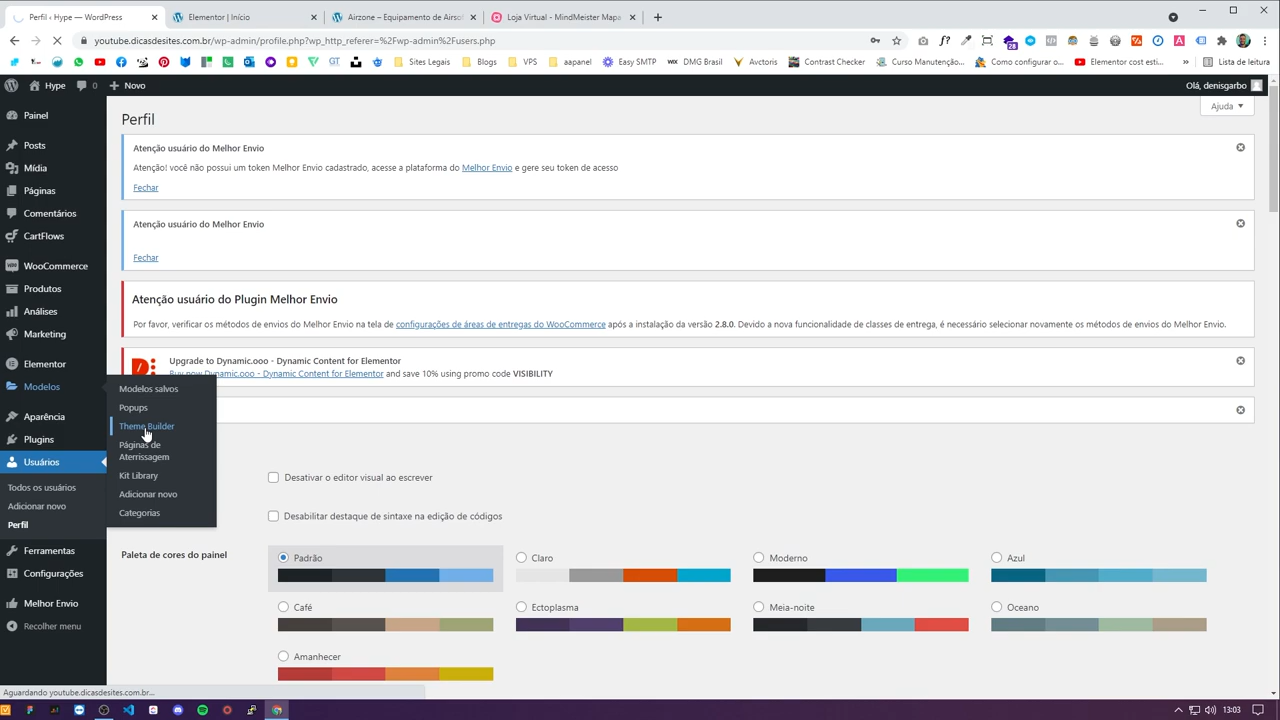 Perfil ‹ Hype — WordPress
Elementor | Início
Airzone – Equipamento de Airsof
Loja Virtual - MindMeister Mapa
youtube.dicasdesites.com.br/wp-admin/profile.php?wp_http_referer=%2Fwp-admin%2Fusers.php
f?
28
A
Sites Legais
Blogs
VPS
aapanel
Easy SMTP
WIX
DMG Brasil
Avctoris
Contrast Checker
Curso Manutenção...
Como configurar o...
Elementor cost esti...
»
Lista de leitura
Hype
0
Novo
Olá, denisgarbo
Painel
Posts
Mídia
Páginas
Comentários
CartFlows
WooCommerce
Produtos
Análises
Marketing
Elementor
Modelos
Aparência
Plugins
Usuários
Todos os usuários
Adicionar novo
Perfil
Ferramentas
Configurações
Melhor Envio
Recolher menu
Modelos salvos
Popups
Theme Builder
Páginas de
Aterrissagem
Kit Library
Adicionar novo
Categorias
Ajuda
Perfil
Atenção usuário do Melhor Envio
Atenção! você não possui um token Melhor Envio cadastrado, acesse a plataforma do Melhor Envio e gere seu token de acesso
Fechar
Atenção usuário do Melhor Envio
Fechar
Atenção usuário do Plugin Melhor Envio
Por favor, verificar os métodos de envios do Melhor Envio na tela de configurações de áreas de entregas do WooCommerce após a instalação da versão 2.8.0. Devido a nova funcionalidade de classes de entrega, é necessário selecionar novamente os métodos de envios do Melhor Envio.
Upgrade to Dynamic.ooo - Dynamic Content for Elementor
Buy now Dynamic.ooo - Dynamic Content for Elementor and save 10% using promo code VISIBILITY
Desativar o editor visual ao escrever
Desabilitar destaque de sintaxe na edição de códigos
Paleta de cores do painel
Padrão
Claro
Moderno
Azul
Café
Ectoplasma
Meia-noite
Oceano
Amanhecer
Aguardando youtube.dicasdesites.com.br...
13:03